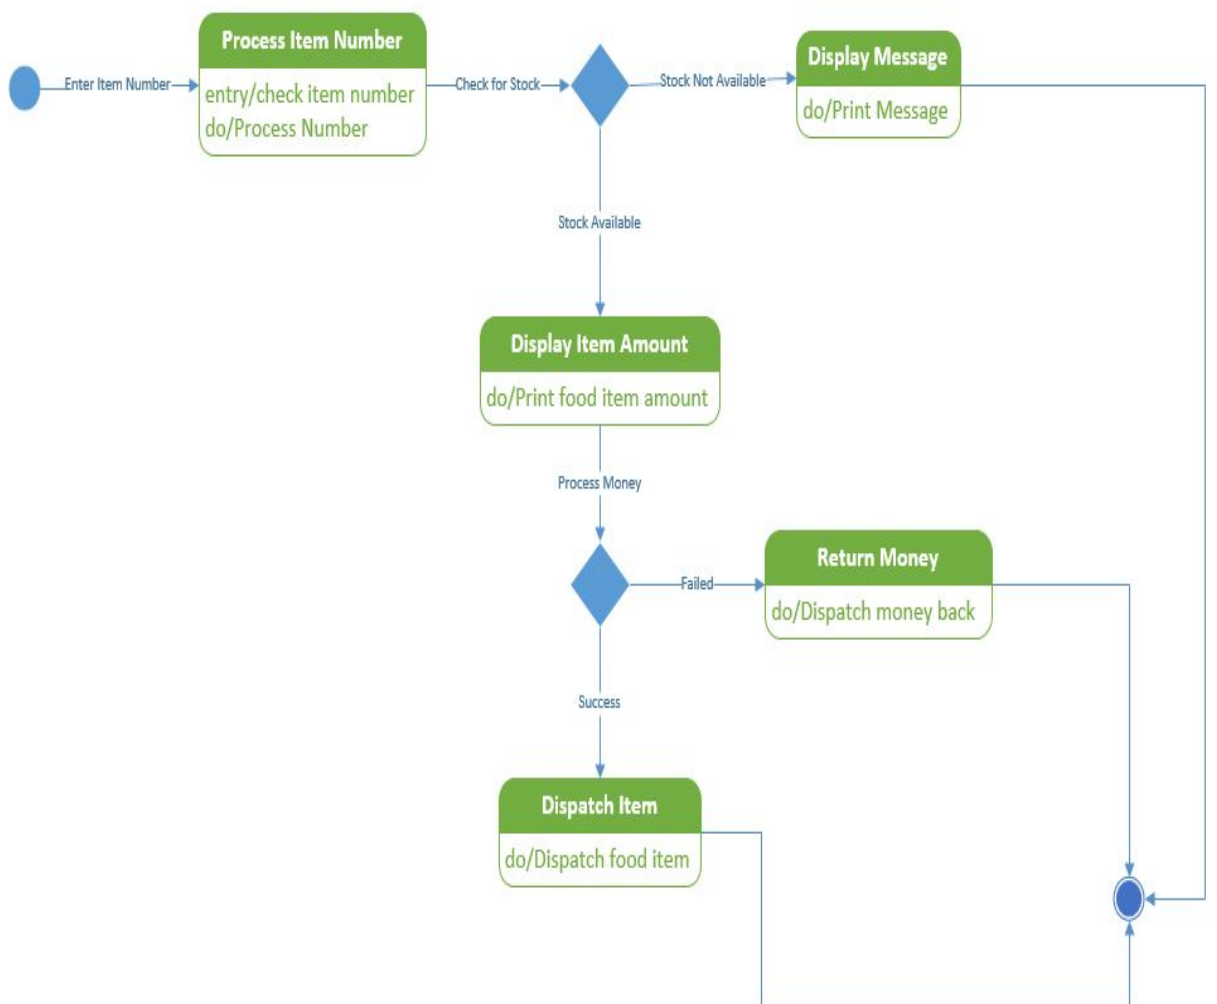 Process Item Number
Enter Item Number
entry/check item number
do/Process Number
Check for Stock
Stock Not Available
Display Message
do/Print Message
Stock Available
Display Item Amount
do/Print food item amount
Process Money
Failed
Return Money
do/Dispatch money back
Success
Dispatch Item
do/Dispatch food item